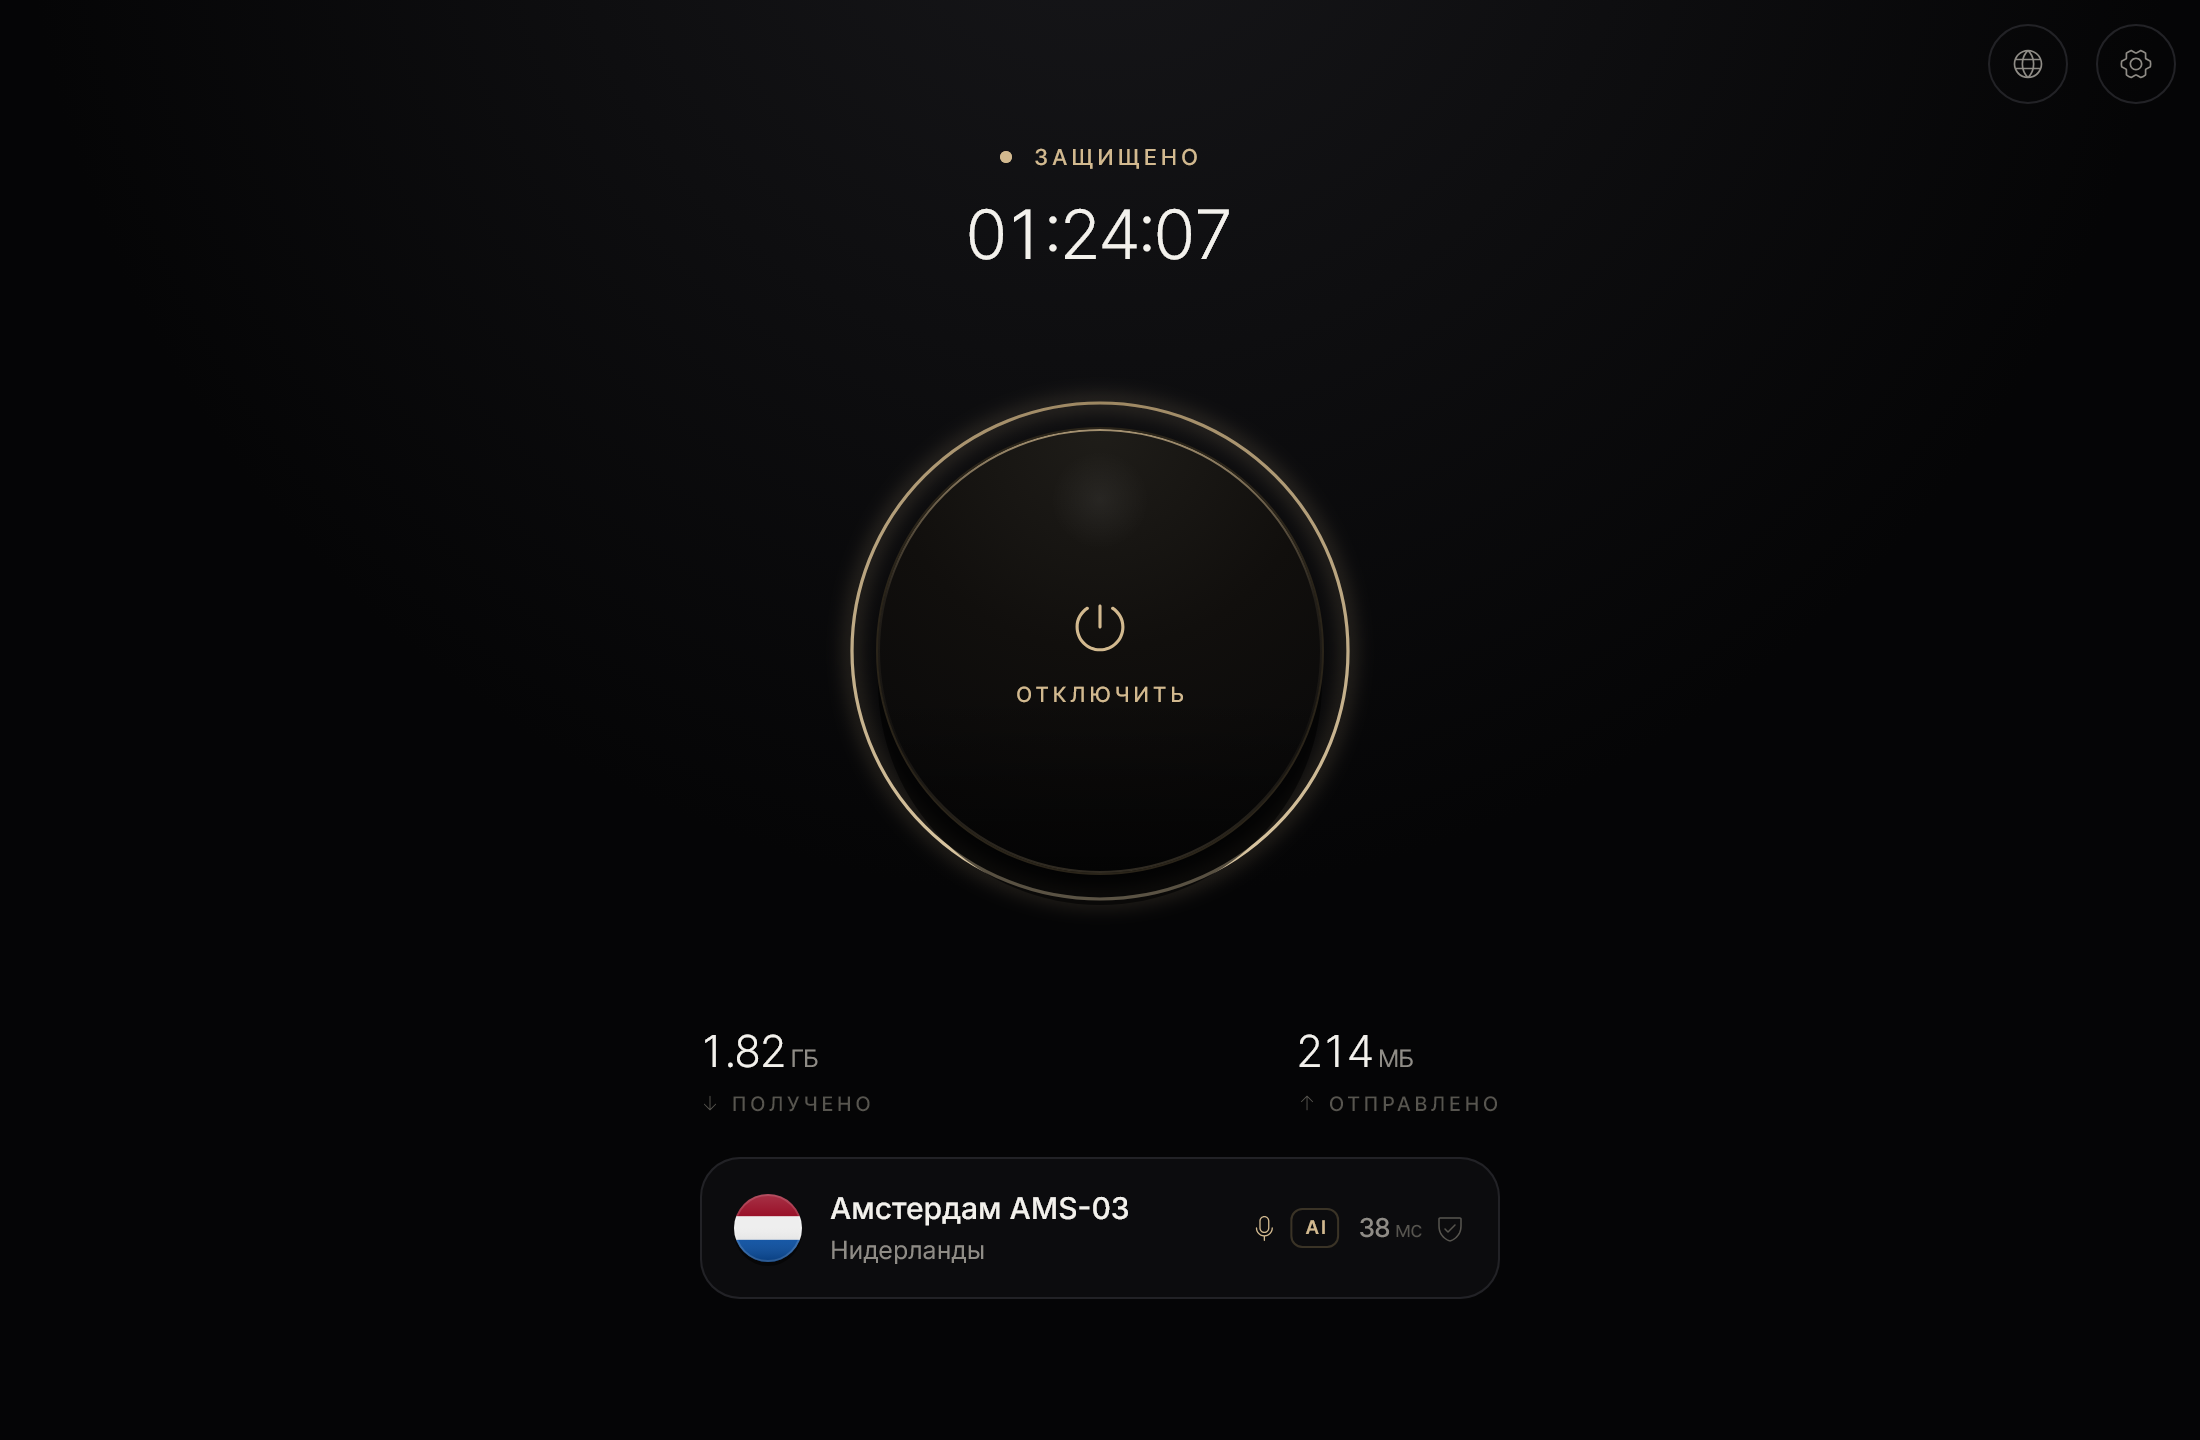 ЗАЩИЩЕНО
01:24:07
ОТКЛЮЧИТЬ
1.82 ГБ
↓ ПОЛУЧЕНО
214 МБ
↑ ОТПРАВЛЕНО
Амстердам AMS-03
Нидерланды
AI 38 мс